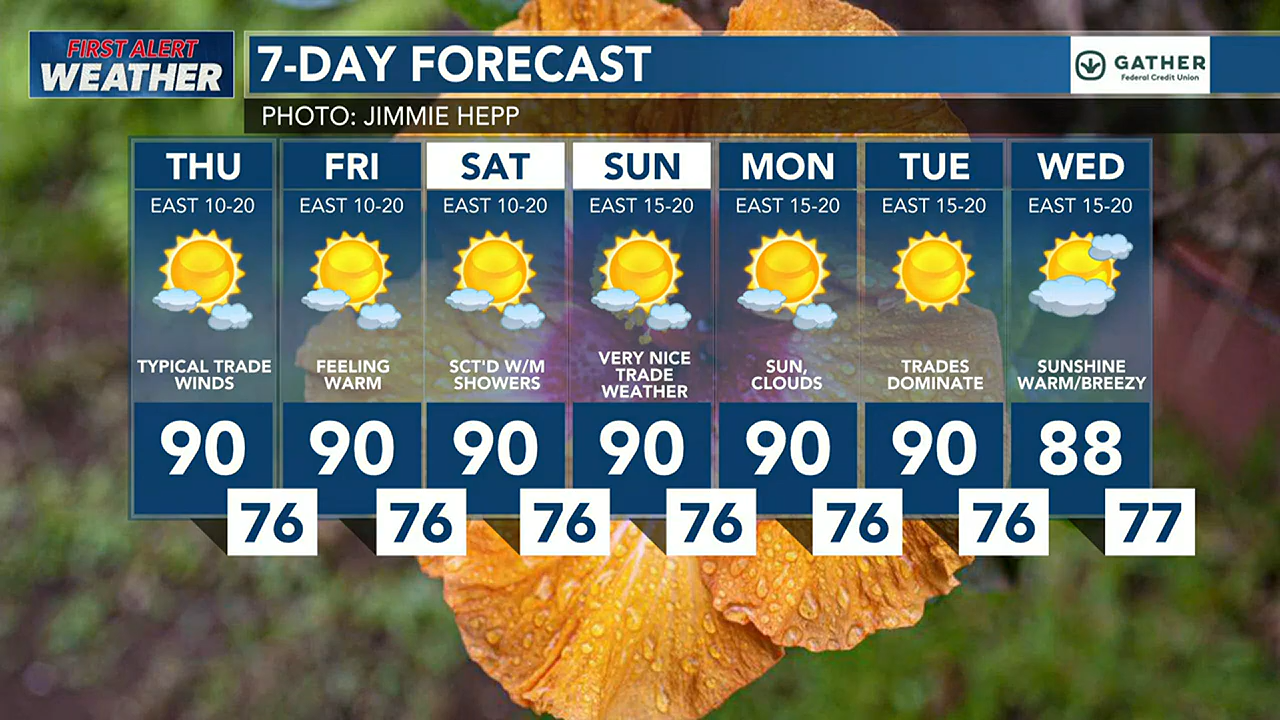 FIRST ALERT
WEATHER
7-DAY FORECAST
GATHER
Federal Credit Union
PHOTO: JIMMIE HEPP
THU FRI SAT SUN MON TUE WED
EAST 10-20 EAST 10-20 EAST 10-20 EAST 15-20 EAST 15-20 EAST 15-20 EAST 15-20
TYPICAL TRADE
WINDS
FEELING
WARM
SCT'D W/M
SHOWERS
VERY NICE
TRADE
WEATHER
SUN,
CLOUDS
TRADES
DOMINATE
SUNSHINE
WARM/BREEZY
90 90 90 90 90 90 88
76 76 76 76 76 76 77